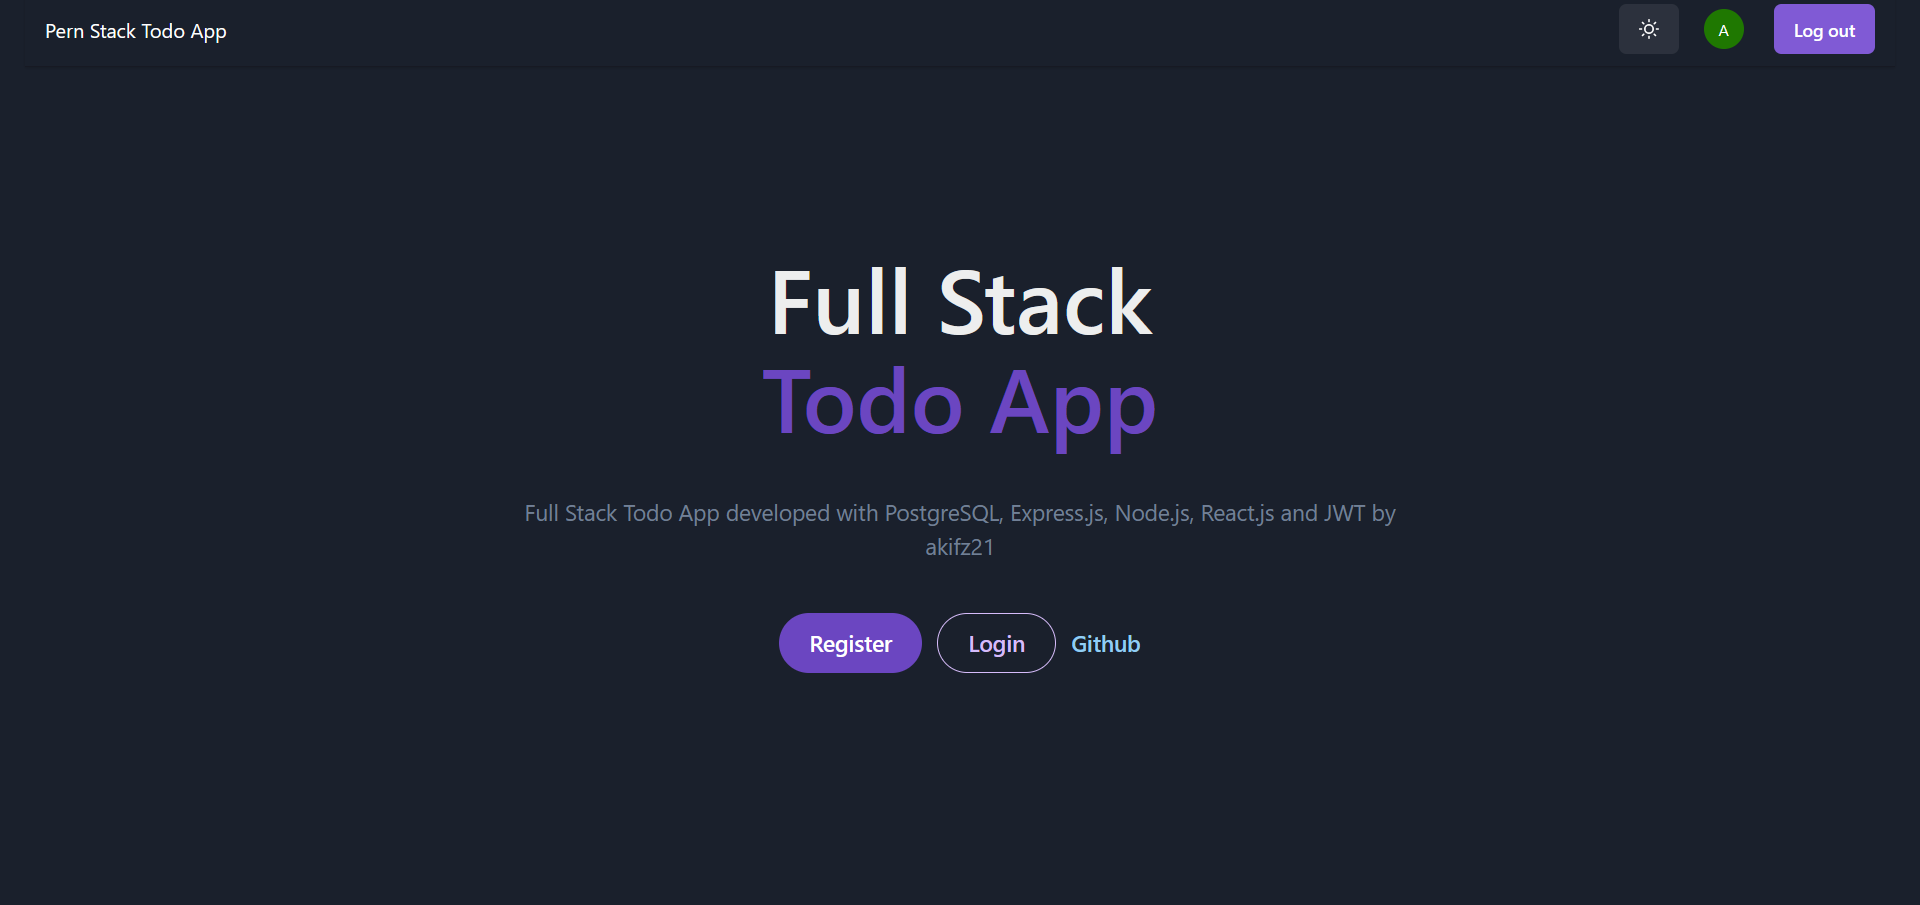 Pern Stack Todo App
A
Log out
Full Stack
Todo App
Full Stack Todo App developed with PostgreSQL, Express.js, Node.js, React.js and JWT by
akifz21
Register
Login
Github